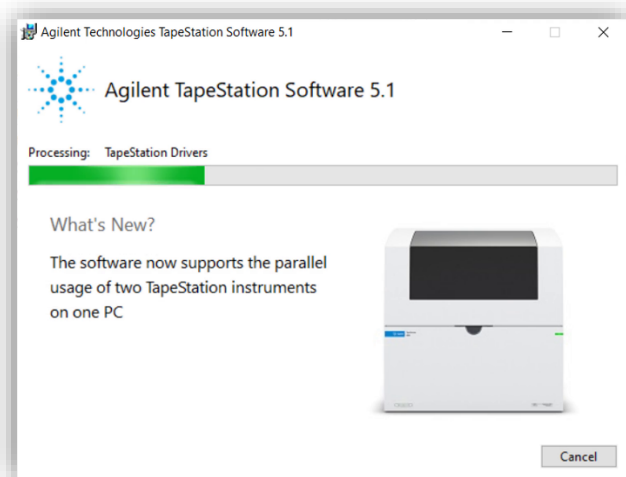 Agilent Technologies TapeStation Software 5.1
Agilent TapeStation Software 5.1
Processing: TapeStation Drivers
What's New?
The software now supports the parallel
usage of two TapeStation instruments
on one PC
Cancel